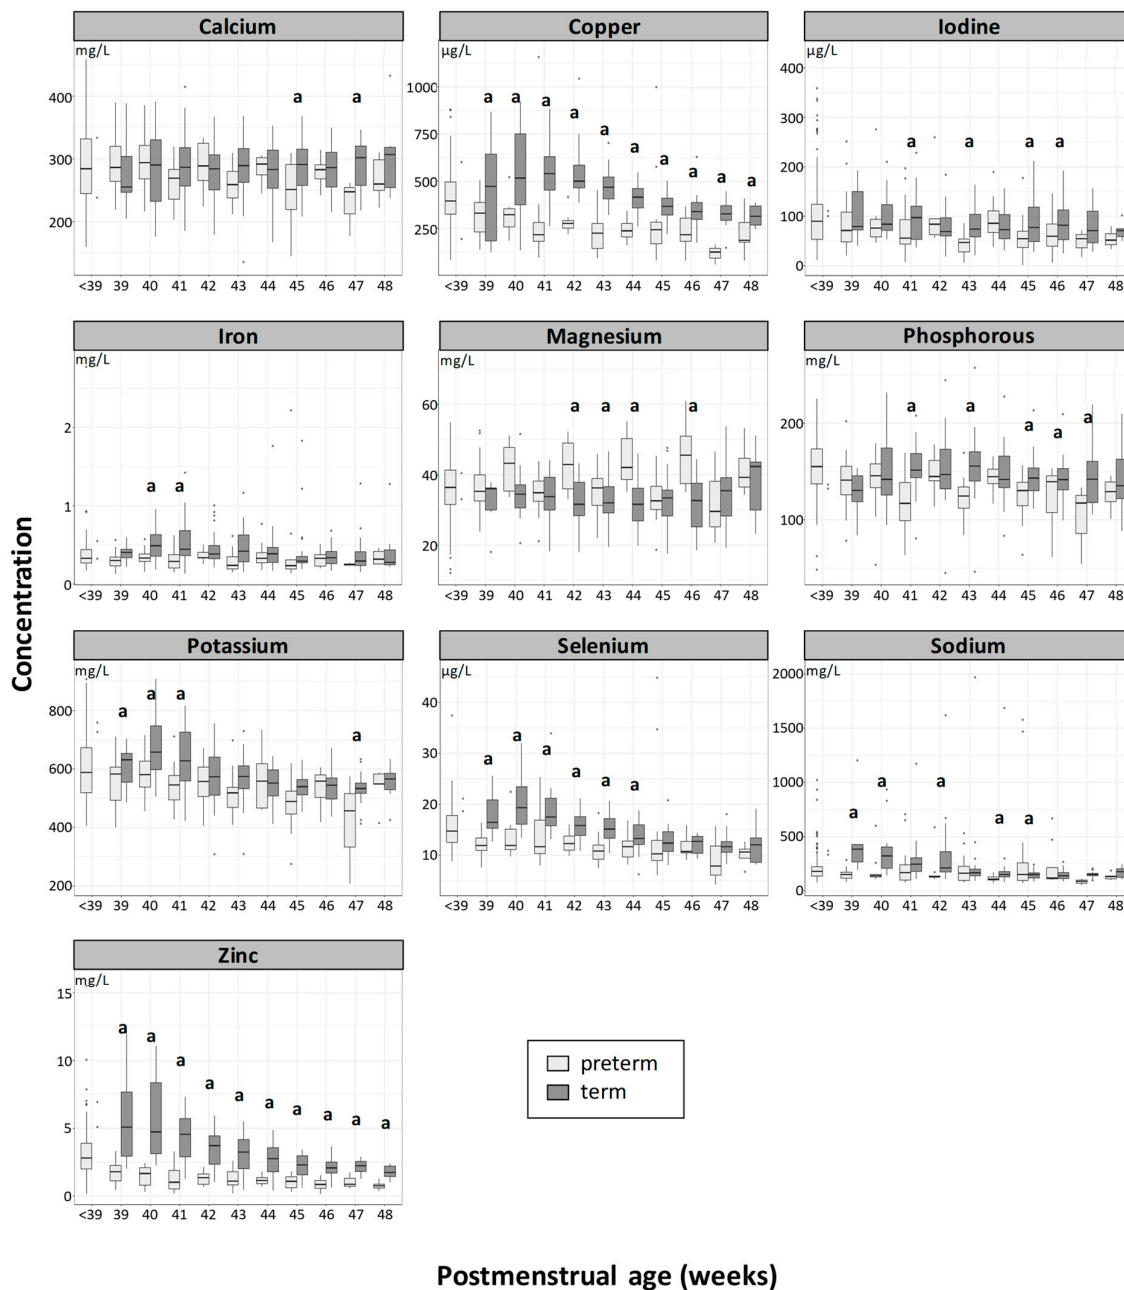 Calcium
mg/L
a a
400
300
200
<39 39 40 41 42 43 44 45 46 47 48
Copper
µg/L
a a a a a a a a a a
1000
750
500
250
<39 39 40 41 42 43 44 45 46 47 48
Iodine
µg/L
a a a a
400
300
200
100
0
<39 39 40 41 42 43 44 45 46 47 48
Iron
mg/L
a a
2
1
0
<39 39 40 41 42 43 44 45 46 47 48
Magnesium
mg/L
a a a a
60
40
20
<39 39 40 41 42 43 44 45 46 47 48
Phosphorous
mg/L
a a a a a
200
100
<39 39 40 41 42 43 44 45 46 47 48
Concentration
Potassium
mg/L
a a a a
800
600
400
200
<39 39 40 41 42 43 44 45 46 47 48
Selenium
µg/L
a a a a a a
40
30
20
10
<39 39 40 41 42 43 44 45 46 47 48
Sodium
mg/L
a a a a a
2000
1500
1000
500
0
<39 39 40 41 42 43 44 45 46 47 48
Zinc
mg/L
a a a a a a a a a a
15
10
5
0
<39 39 40 41 42 43 44 45 46 47 48
preterm
term
Postmenstrual age (weeks)